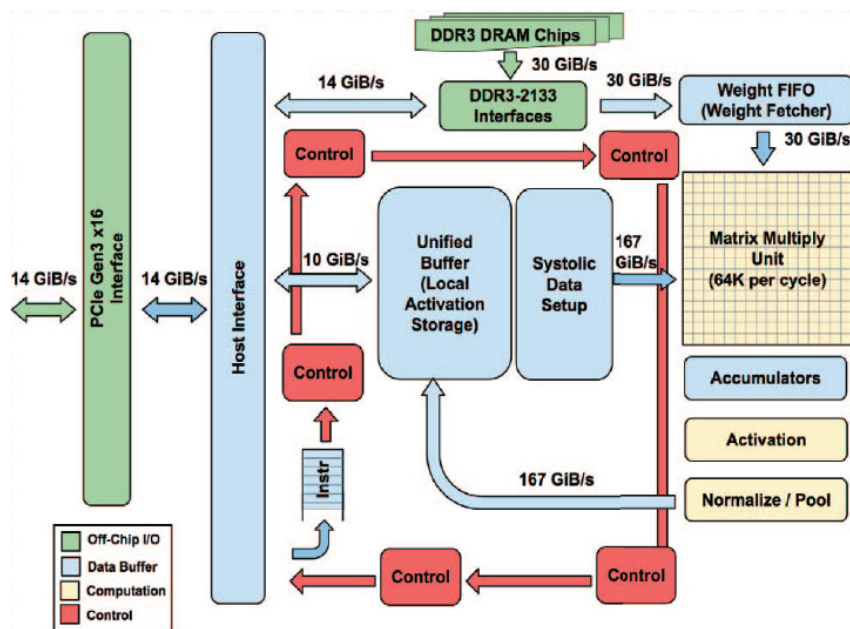 DDR3 DRAM Chips
30 GiB/s
14 GiB/s
DDR3-2133
Interfaces
30 GiB/s
Weight FIFO
(Weight Fetcher)
30 GiB/s
Control
Control
PCIe Gen3 x16
Interface
Host Interface
14 GiB/s
14 GiB/s
10 GiB/s
Unified
Buffer
(Local
Activation
Storage)
Systolic
Data
Setup
167
GiB/s
Matrix Multiply
Unit
(64K per cycle)
Control
Accumulators
Activation
Instr
167 GiB/s
Normalize / Pool
Off-Chip I/O
Data Buffer
Computation
Control
Control
Control